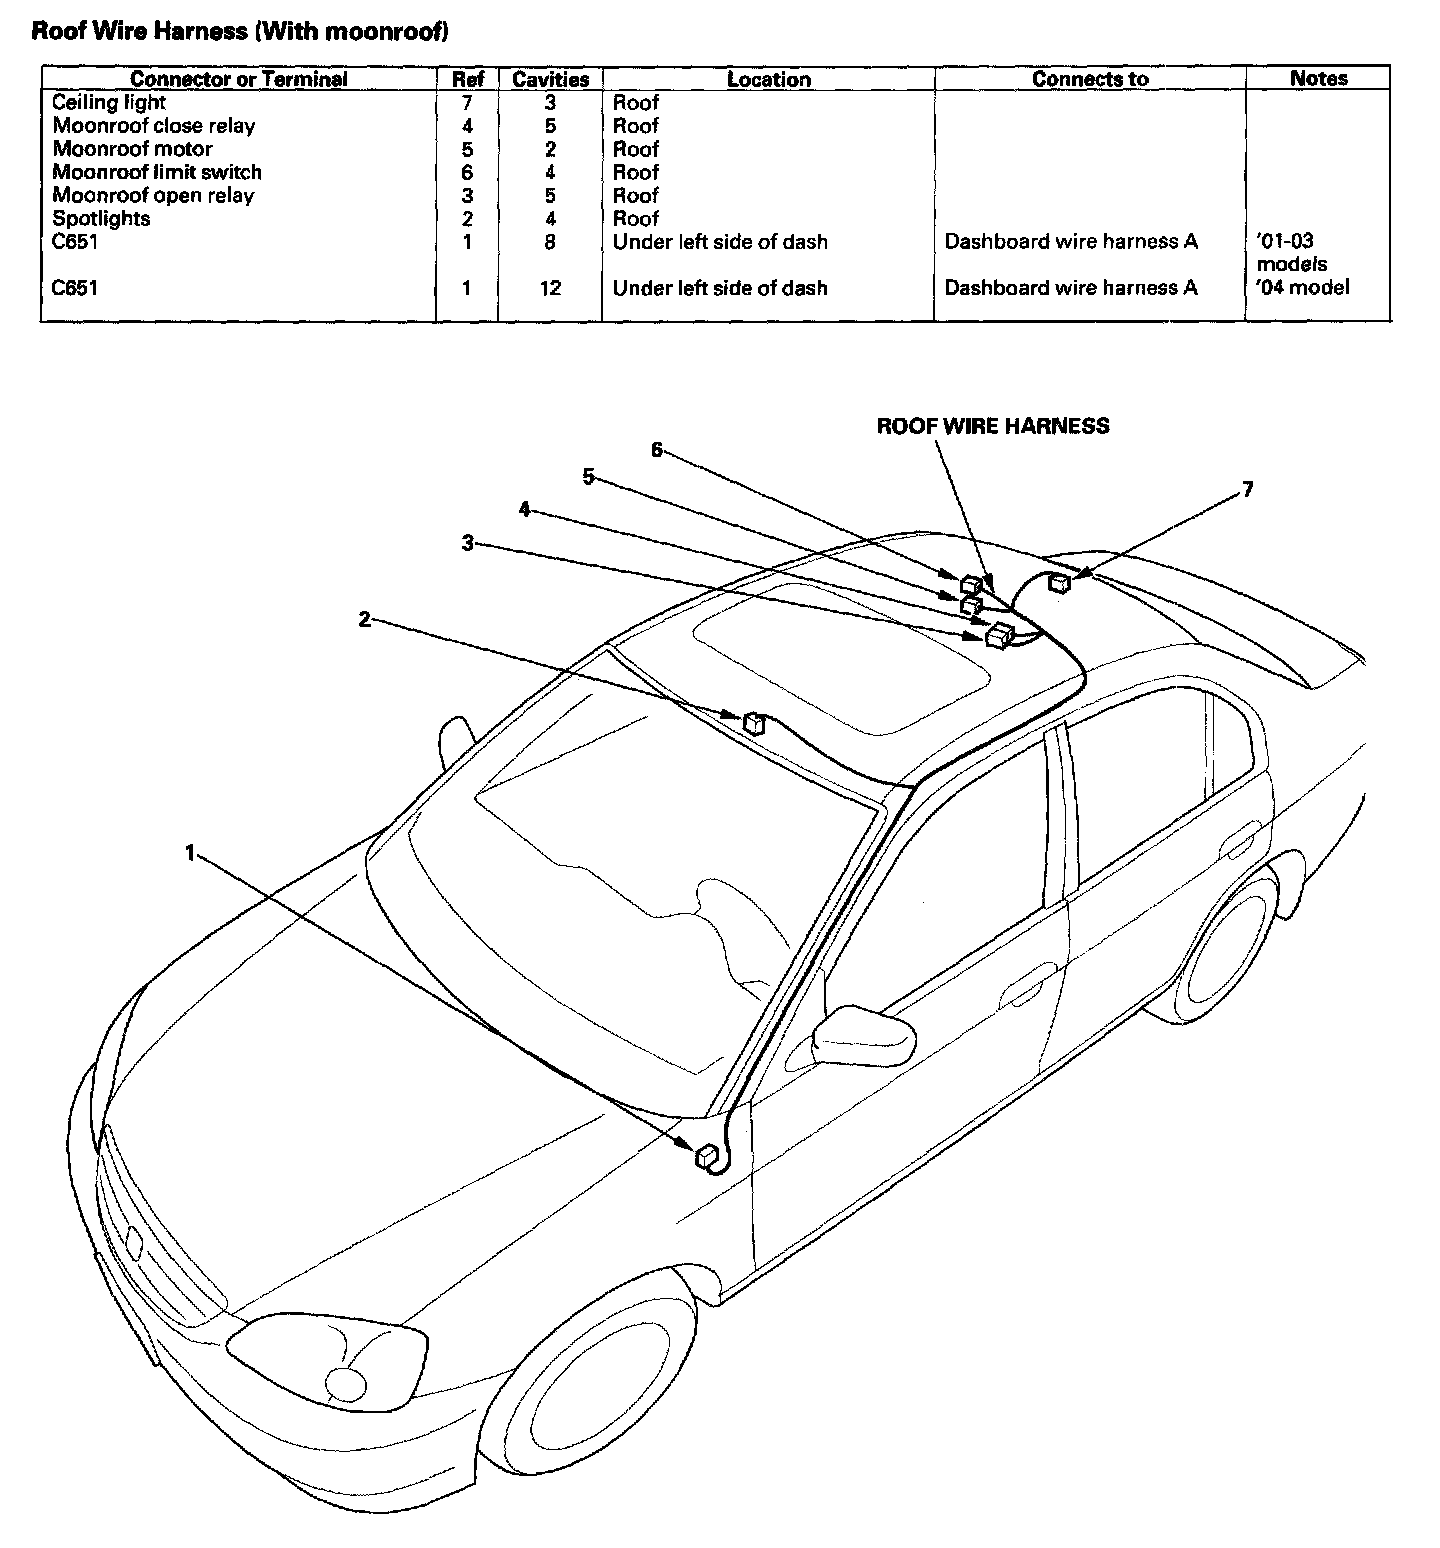 Roof Wire Harness (With moonroof)
Connector or Terminal Ref Cavities Location Connects to Notes
Ceiling light 7 3 Roof
Moonroof close relay 4 5 Roof
Moonroof motor 5 2 Roof
Moonroof limit switch 6 4 Roof
Moonroof open relay 3 5 Roof
Spotlights 2 4 Roof
C651 1 8 Under left side of dash Dashboard wire harness A '01-03
models
C651 1 12 Under left side of dash Dashboard wire harness A '04 model
ROOF WIRE HARNESS
6
5
7
4
3
2
1